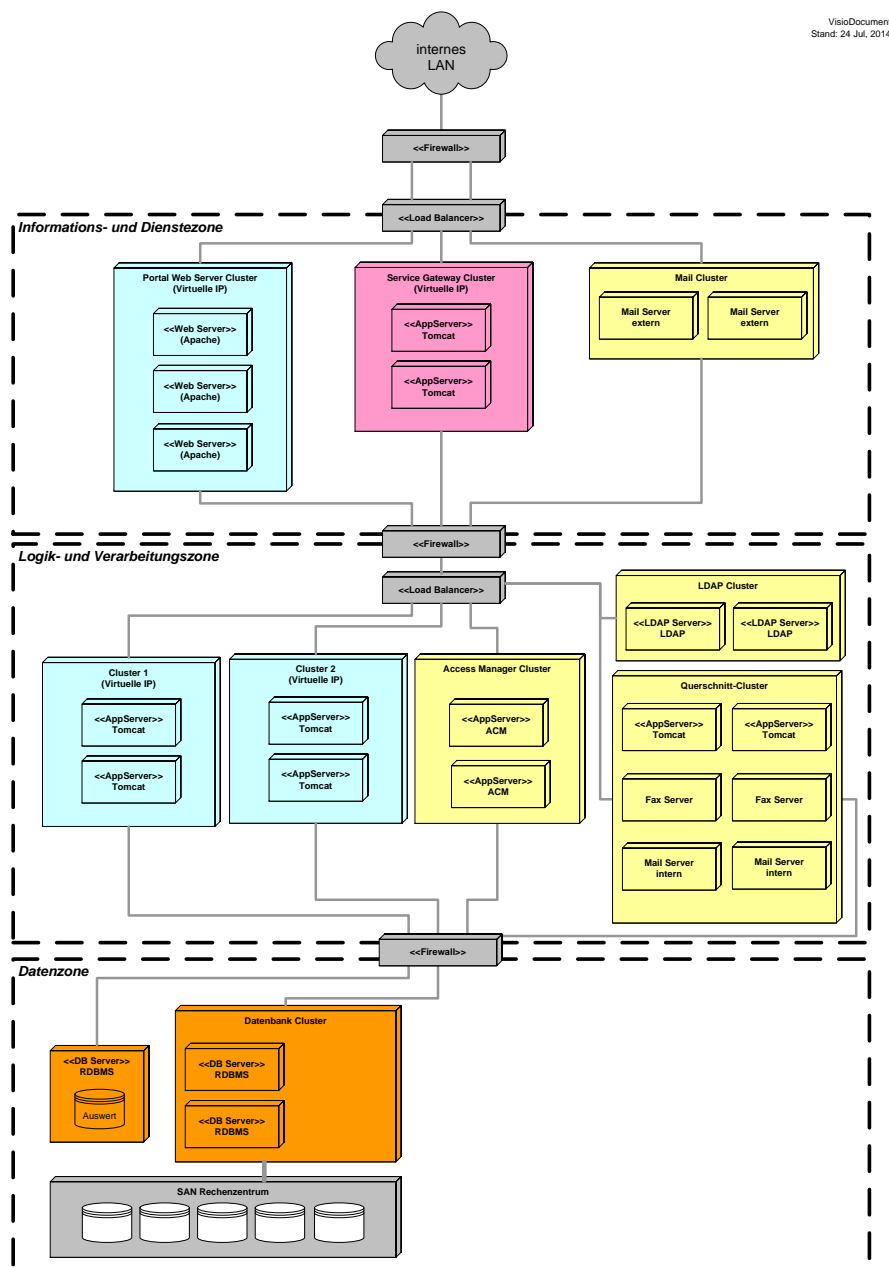 VisioDocument
Stand: 24 Jul, 2014
internes
LAN
<<Firewall>>
<<Load Balancer>>
Informations- und Dienstezone
Portal Web Server Cluster
(Virtuelle IP)
<<Web Server>>
(Apache)
<<Web Server>>
(Apache)
<<Web Server>>
(Apache)
Service Gateway Cluster
(Virtuelle IP)
<<AppServer>>
Tomcat
<<AppServer>>
Tomcat
Mail Cluster
Mail Server
extern
Mail Server
extern
<<Firewall>>
Logik- und Verarbeitungszone
<<Load Balancer>>
LDAP Cluster
<<LDAP Server>>
LDAP
<<LDAP Server>>
LDAP
Cluster 1
(Virtuelle IP)
<<AppServer>>
Tomcat
<<AppServer>>
Tomcat
Cluster 2
(Virtuelle IP)
<<AppServer>>
Tomcat
<<AppServer>>
Tomcat
Access Manager Cluster
<<AppServer>>
ACM
<<AppServer>>
ACM
Querschnitt-Cluster
<<AppServer>>
Tomcat
<<AppServer>>
Tomcat
Fax Server
Fax Server
Mail Server
intern
Mail Server
intern
<<Firewall>>
Datenzone
<<DB Server>>
RDBMS
Auswert
Datenbank Cluster
<<DB Server>>
RDBMS
<<DB Server>>
RDBMS
SAN Rechenzentrum